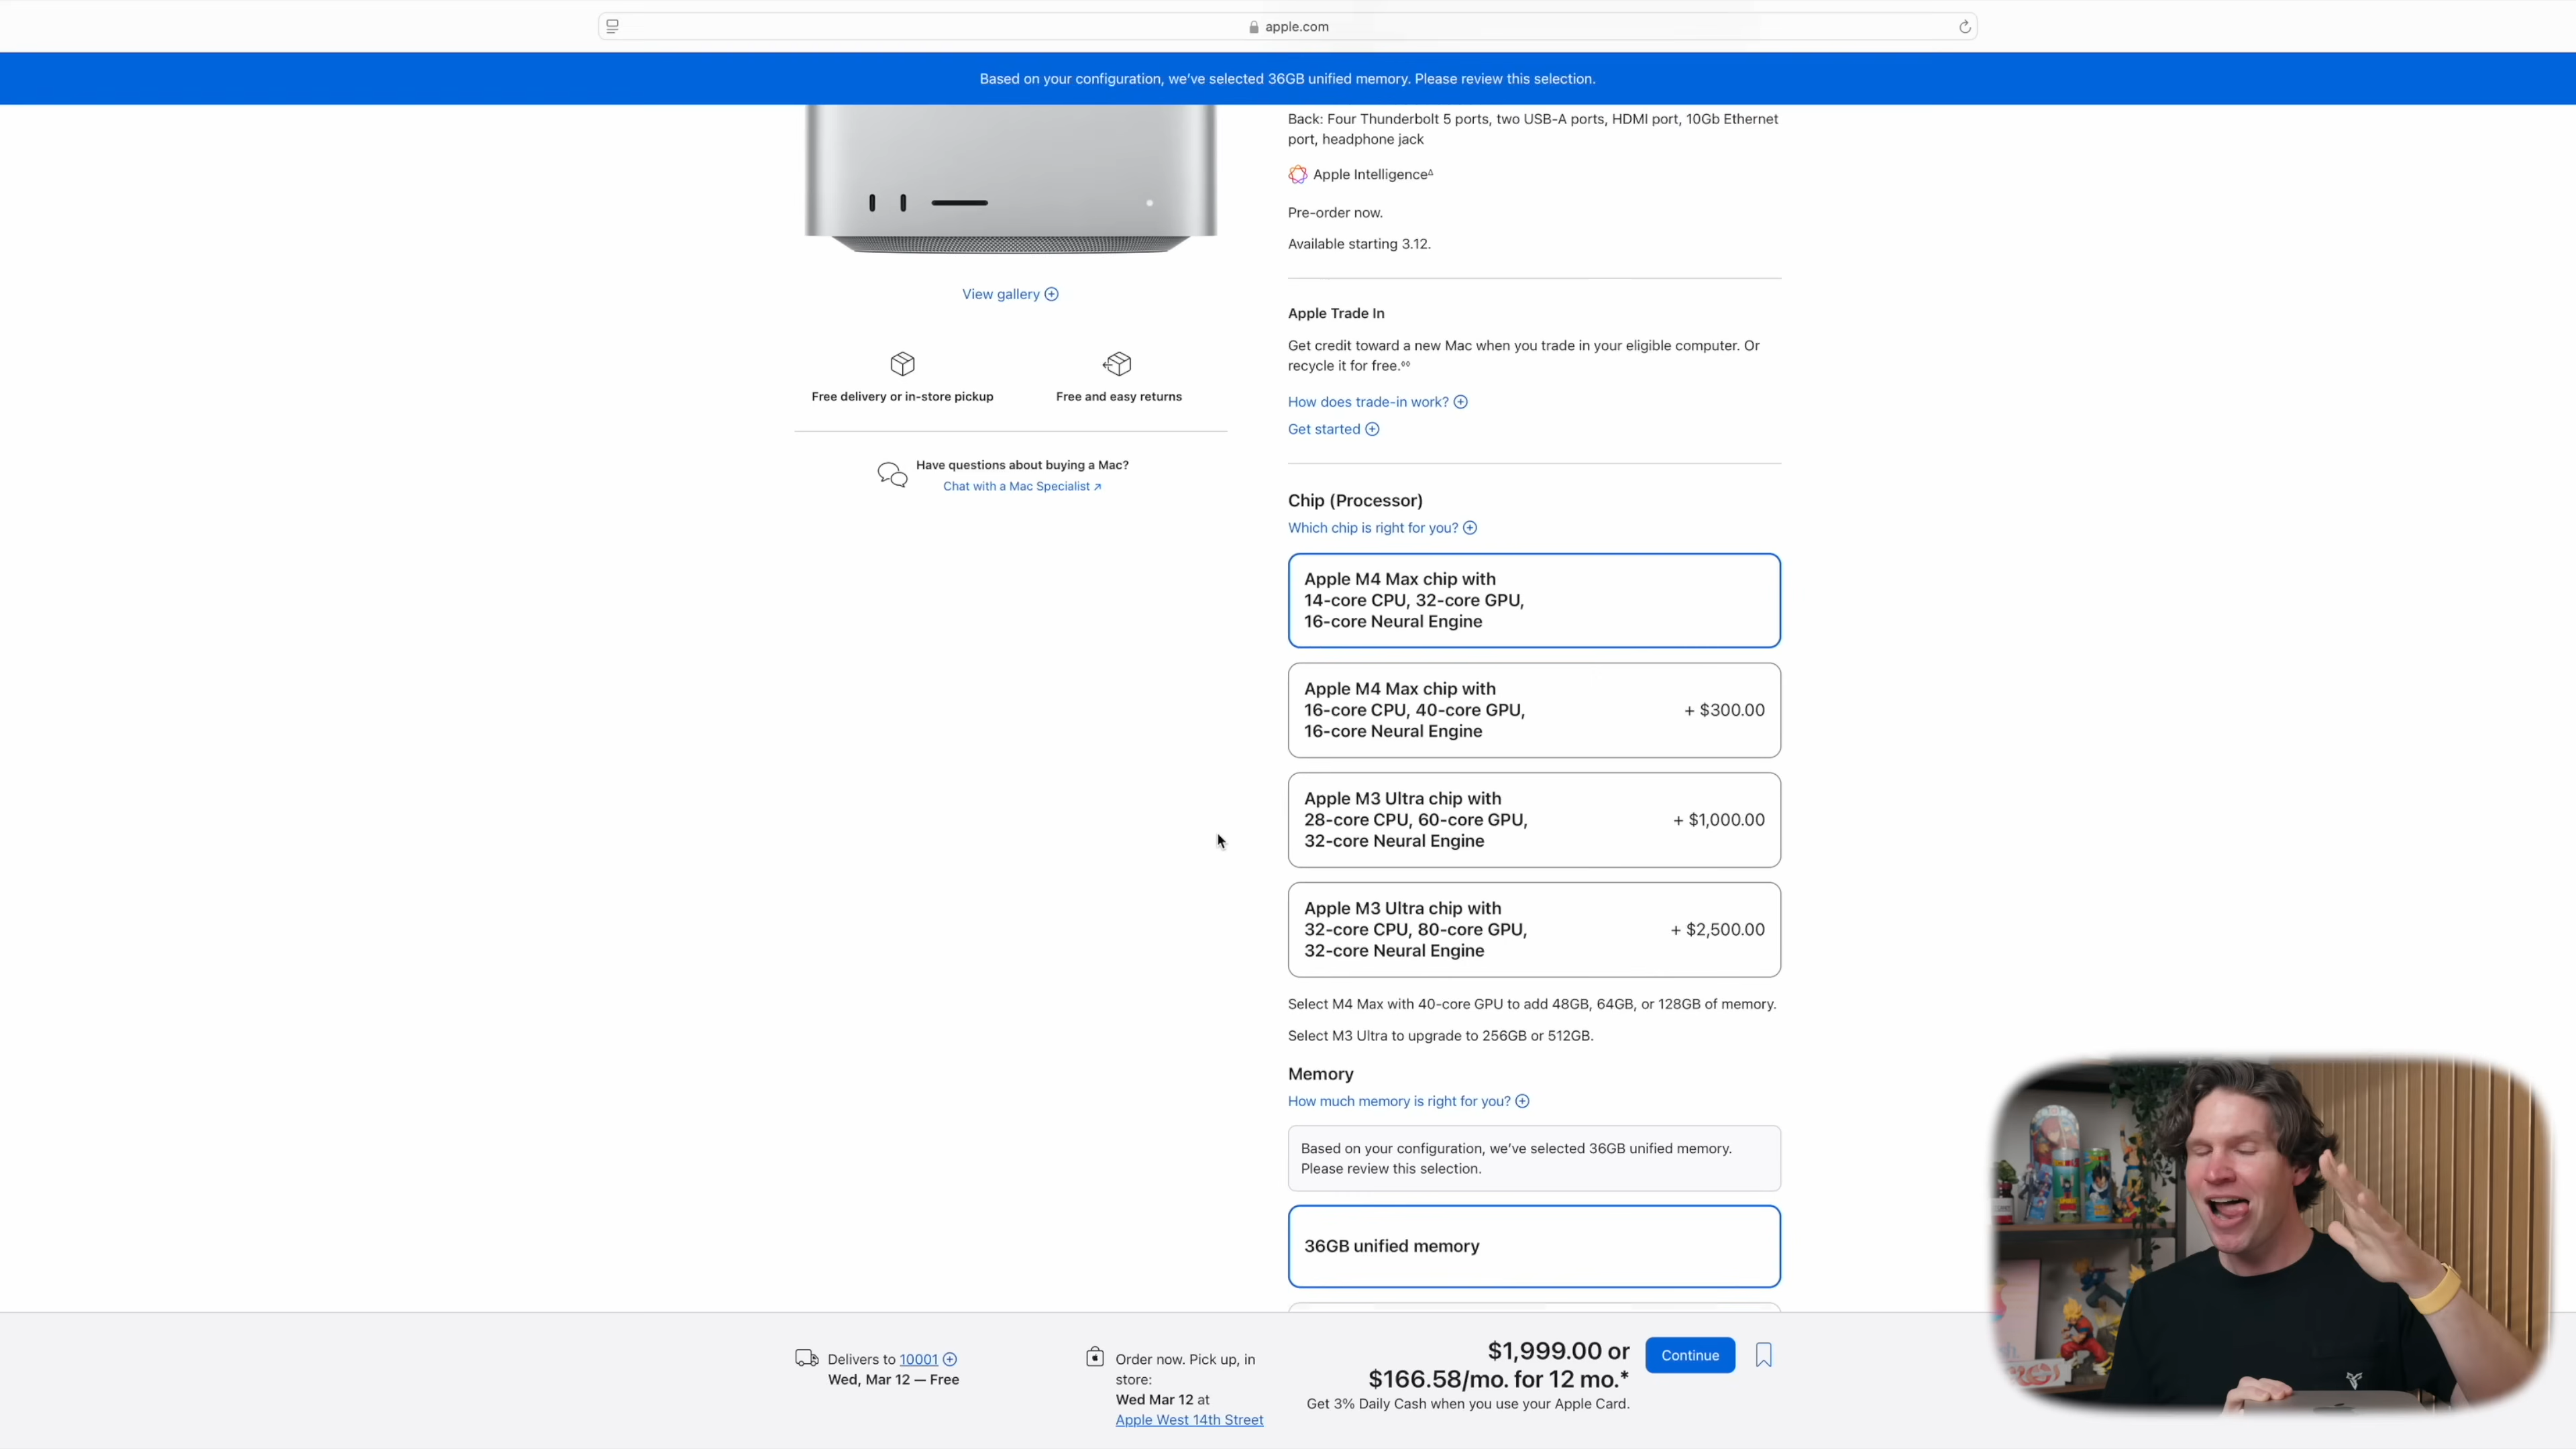 apple.com
Based on your configuration, we've selected 36GB unified memory. Please review this selection.
Back: Four Thunderbolt 5 ports, two USB-A ports, HDMI port, 10Gb Ethernet
port, headphone jack
Apple Intelligence∆
Pre-order now.
Available starting 3.12.
View gallery
Free delivery or in-store pickup
Free and easy returns
Have questions about buying a Mac?
Chat with a Mac Specialist ↗
Apple Trade In
Get credit toward a new Mac when you trade in your eligible computer. Or
recycle it for free.◊◊
How does trade-in work?
Get started
Chip (Processor)
Which chip is right for you?
Apple M4 Max chip with
14-core CPU, 32-core GPU,
16-core Neural Engine
Apple M4 Max chip with
16-core CPU, 40-core GPU,
16-core Neural Engine
+ $300.00
Apple M3 Ultra chip with
28-core CPU, 60-core GPU,
32-core Neural Engine
+ $1,000.00
Apple M3 Ultra chip with
32-core CPU, 80-core GPU,
32-core Neural Engine
+ $2,500.00
Select M4 Max with 40-core GPU to add 48GB, 64GB, or 128GB of memory.
Select M3 Ultra to upgrade to 256GB or 512GB.
Memory
How much memory is right for you?
Based on your configuration, we've selected 36GB unified memory.
Please review this selection.
36GB unified memory
Delivers to 10001
Wed, Mar 12 — Free
Order now. Pick up, in
store:
Wed Mar 12 at
Apple West 14th Street
$1,999.00 or
$166.58/mo. for 12 mo.*
Get 3% Daily Cash when you use your Apple Card.
Continue